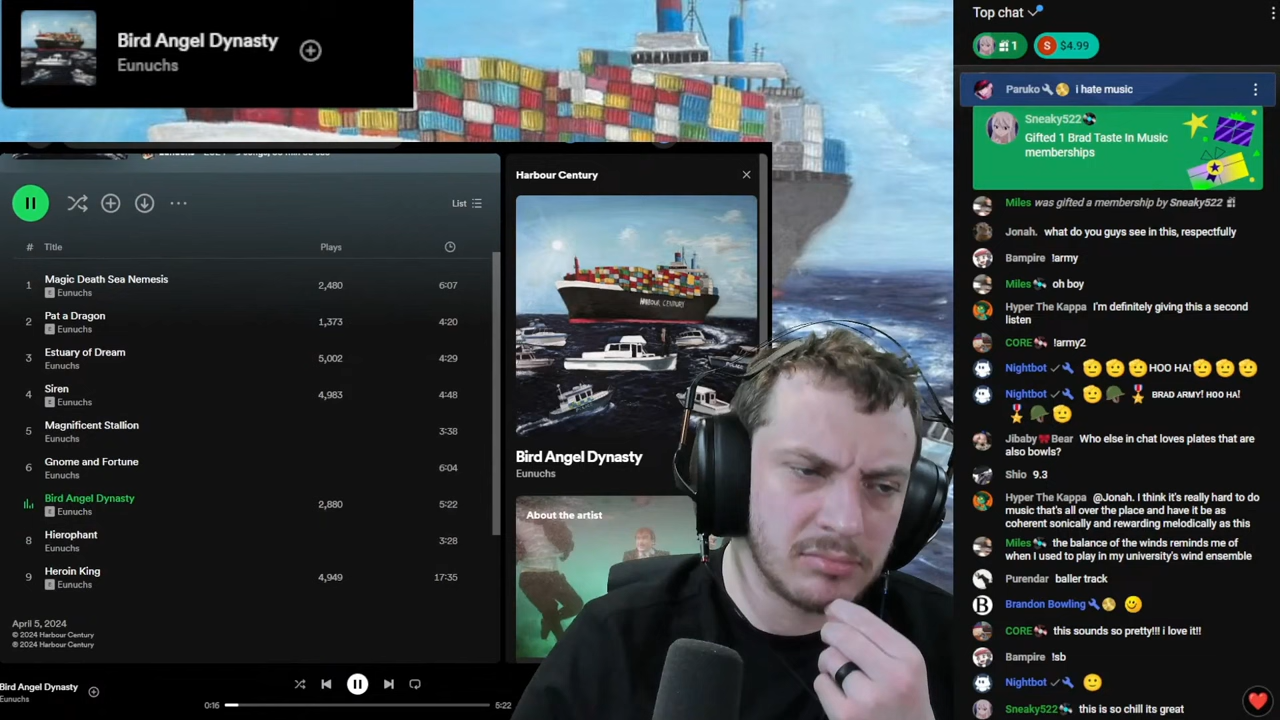 Bird Angel Dynasty
Eunuchs
List
# Title Plays
1 Magic Death Sea Nemesis 2,480 6:07
E Eunuchs
2 Pat a Dragon 1,373 4:20
E Eunuchs
3 Estuary of Dream 5,002 4:29
Eunuchs
4 Siren 4,983 4:48
E Eunuchs
5 Magnificent Stallion 3:38
Eunuchs
6 Gnome and Fortune 6:04
Eunuchs
Bird Angel Dynasty 2,880 5:22
E Eunuchs
8 Hierophant 3:28
Eunuchs
9 Heroin King 4,949 17:35
E Eunuchs
April 5, 2024
© 2024 Harbour Century
℗ 2024 Harbour Century
Harbour Century
HARBOUR CENTURY
Bird Angel Dynasty
Eunuchs
About the artist
Bird Angel Dynasty
Eunuchs
0:16 5:22
Top chat
1 S $4.99
Paruko i hate music
Sneaky522
Gifted 1 Brad Taste In Music
memberships
Miles was gifted a membership by Sneaky522
Jonah. what do you guys see in this, respectfully
Bampire !army
Miles oh boy
Hyper The Kappa I'm definitely giving this a second
listen
CORE !army2
Nightbot HOO HA!
Nightbot BRAD ARMY! HOO HA!
Jibaby Bear Who else in chat loves plates that are
also bowls?
Shio 9.3
Hyper The Kappa @Jonah. I think it's really hard to do
music that's all over the place and have it be as
coherent sonically and rewarding melodically as this
Miles the balance of the winds reminds me of
when I used to play in my university's wind ensemble
Purendar baller track
B Brandon Bowling
CORE this sounds so pretty!!! i love it!!
Bampire !sb
Nightbot
Sneaky522 this is so chill its great